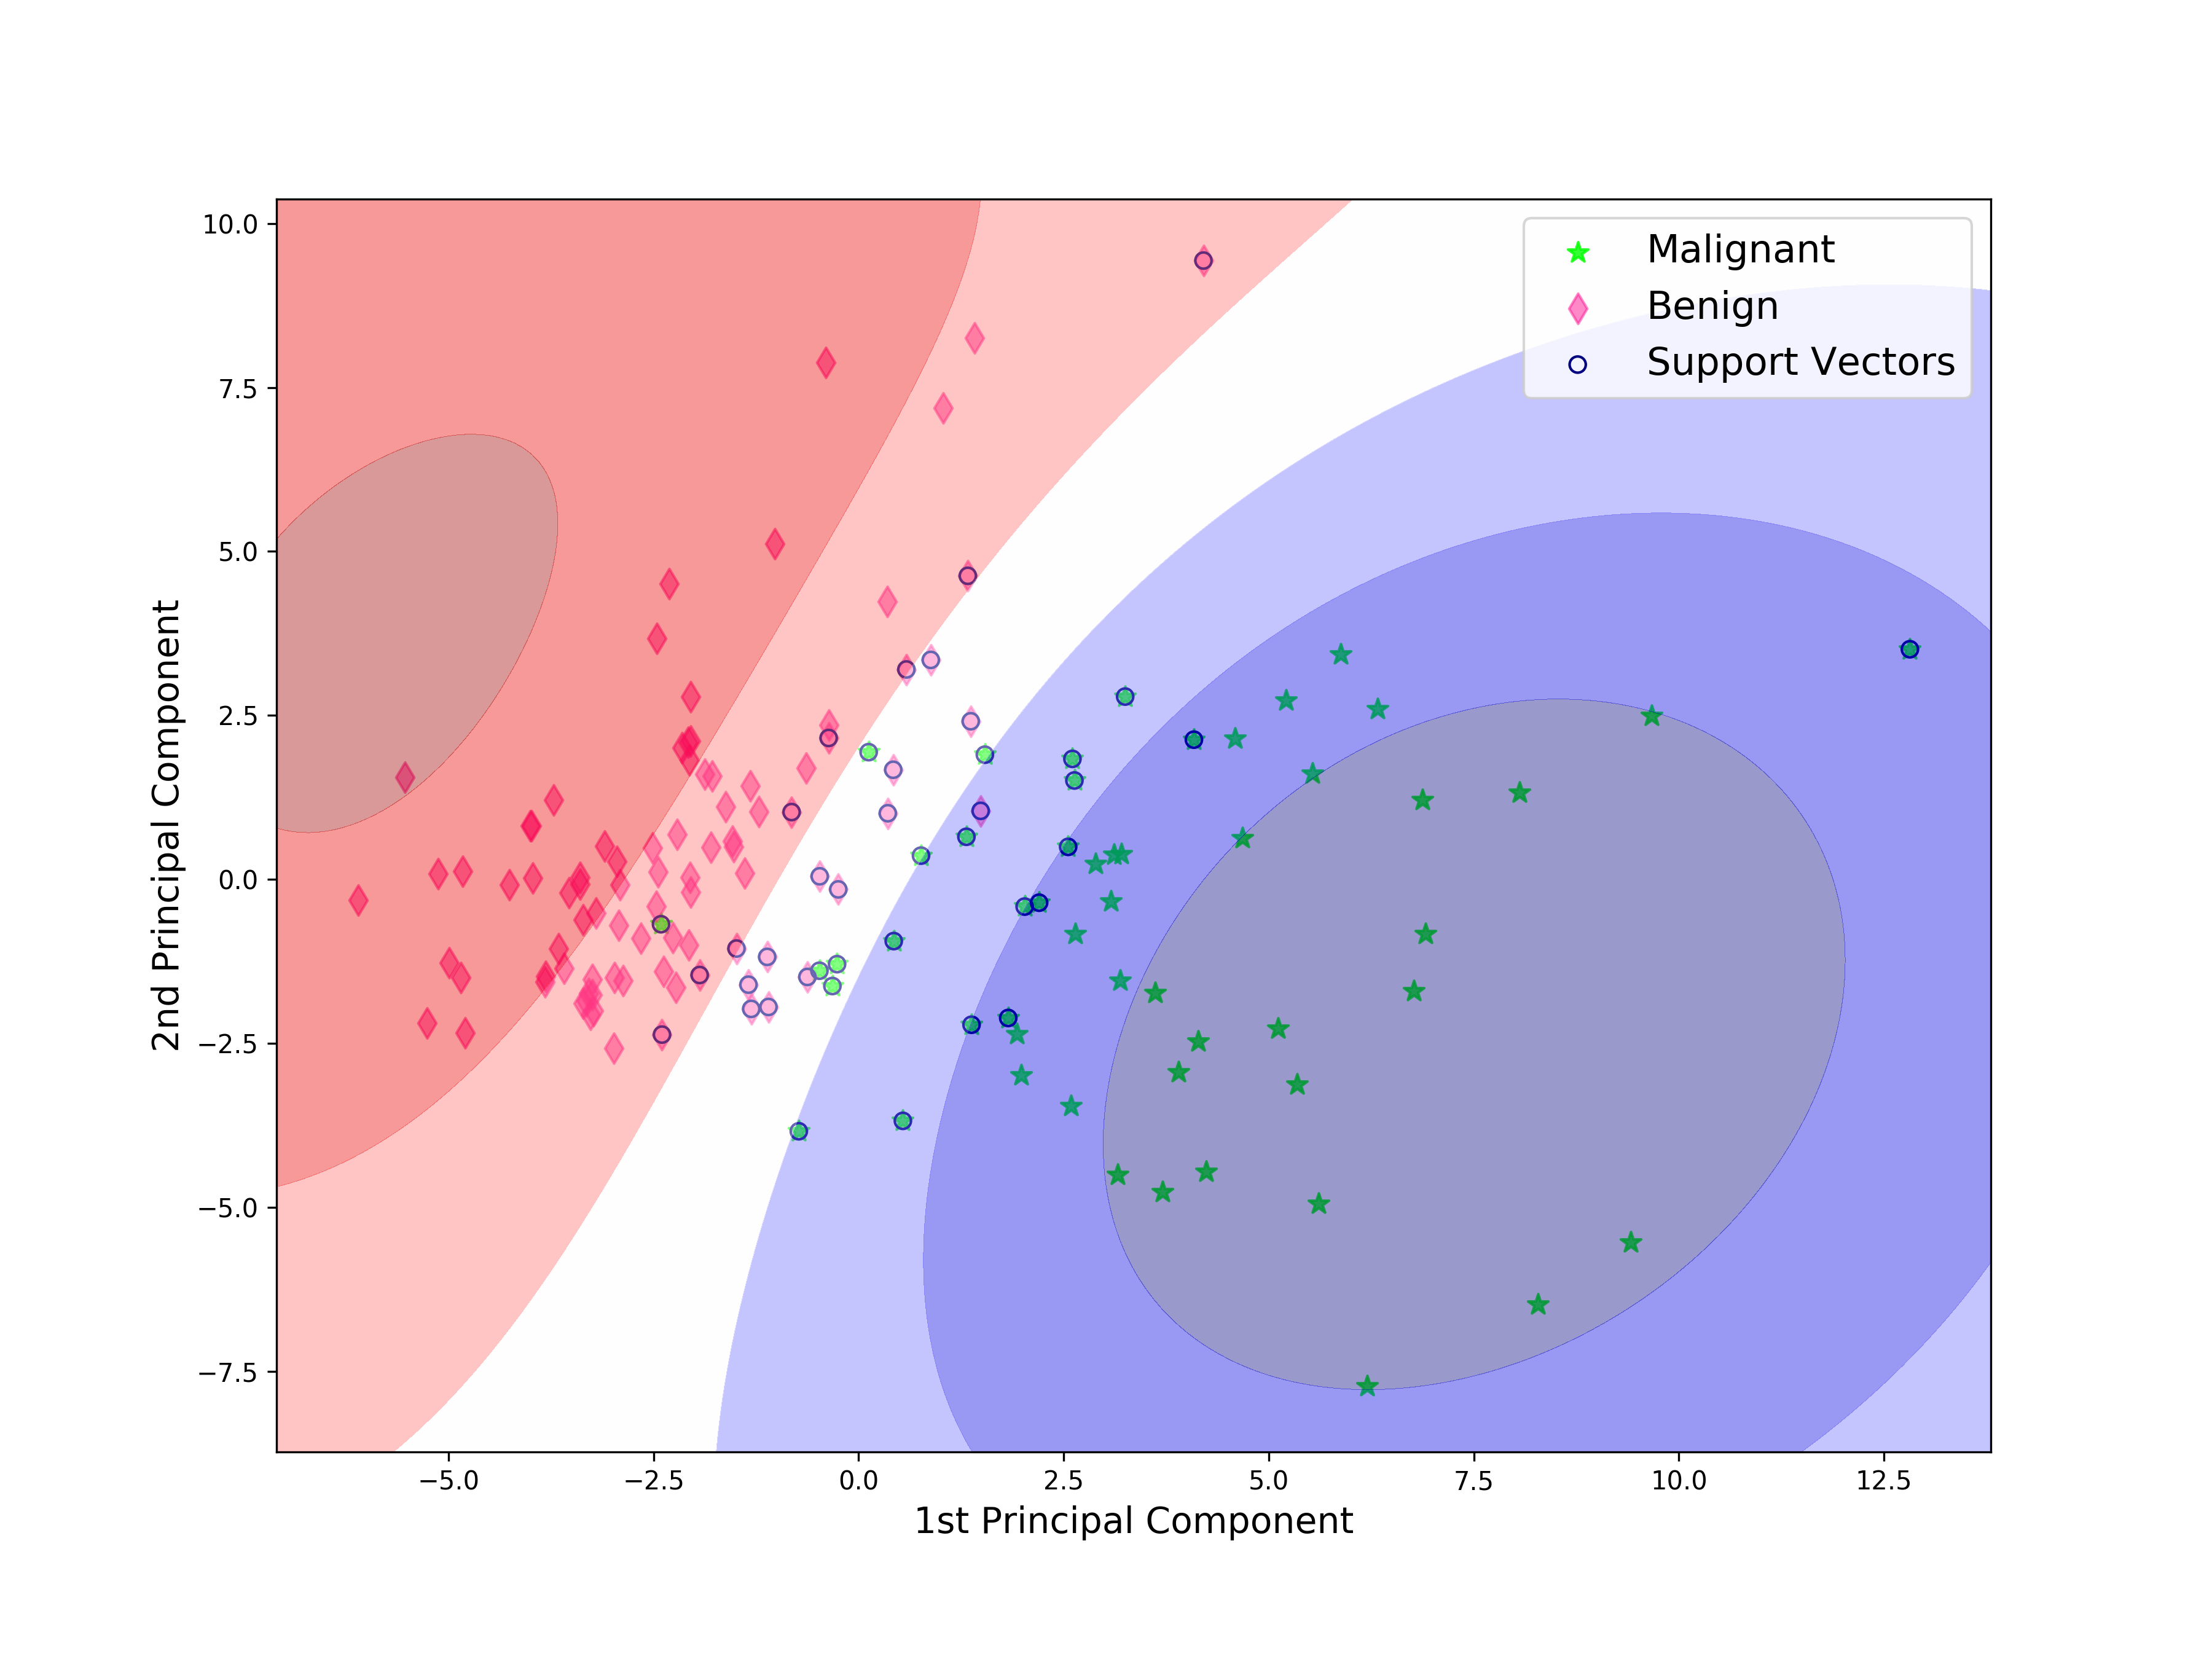 10.0
7.5
5.0
2.5
0.0
−2.5
−5.0
−7.5
2nd Principal Component
Malignant
Benign
Support Vectors
−5.0 −2.5 0.0 2.5 5.0 7.5 10.0 12.5
1st Principal Component